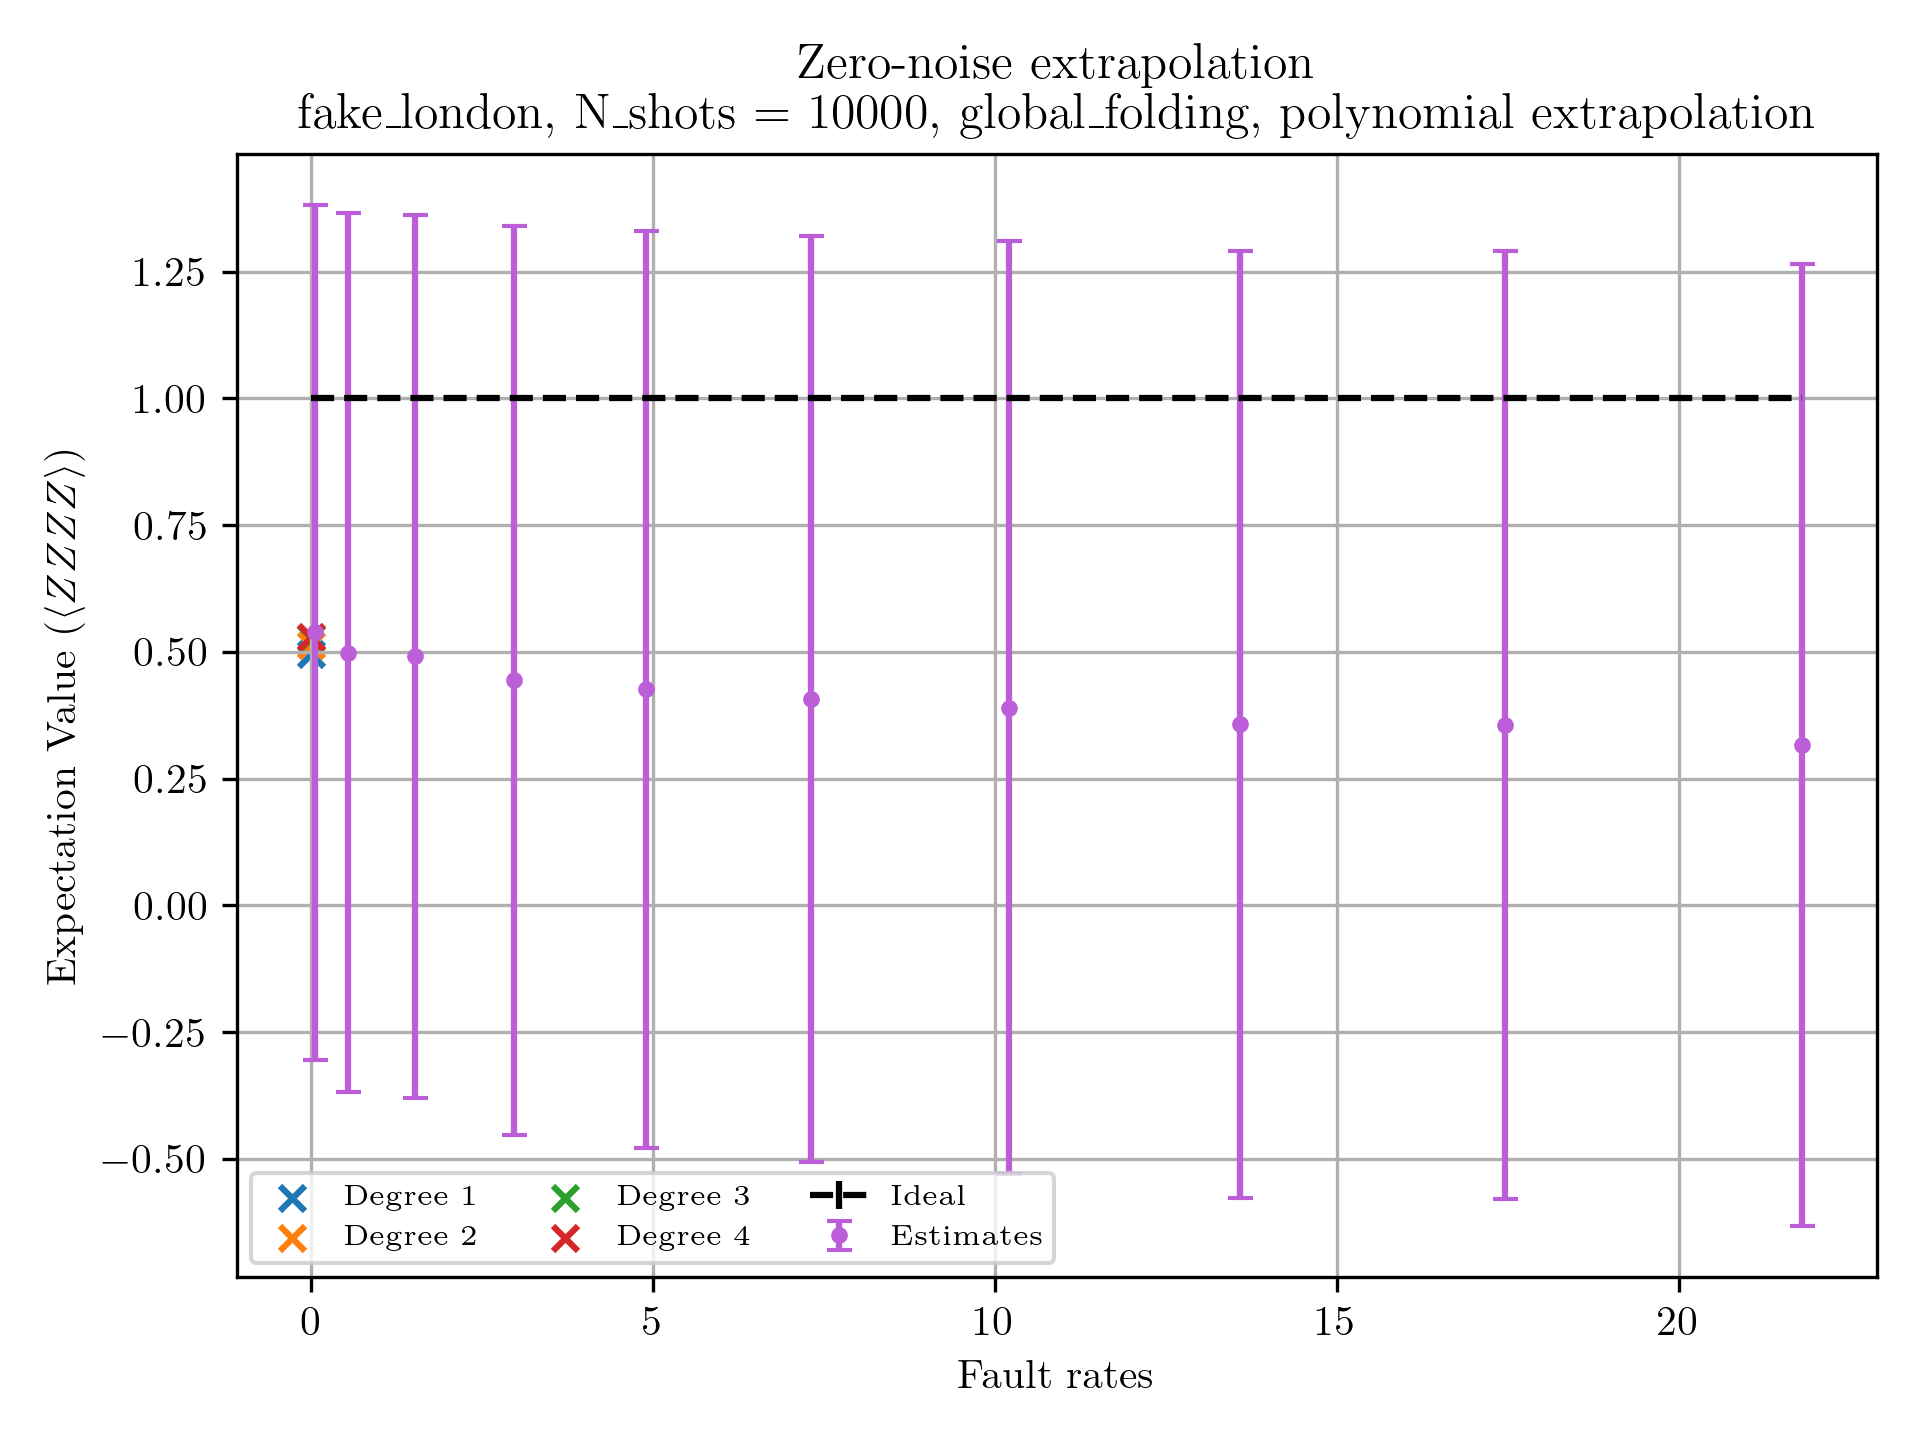 Zero-noise extrapolation
fake_london, N_shots = 10000, global_folding, polynomial extrapolation
Expectation Value (⟨ZZZZ⟩)
1.25
1.00
0.75
0.50
0.25
0.00
−0.25
−0.50
Degree 1
Degree 2
Degree 3
Degree 4
Ideal
Estimates
0
5
10
15
20
Fault rates